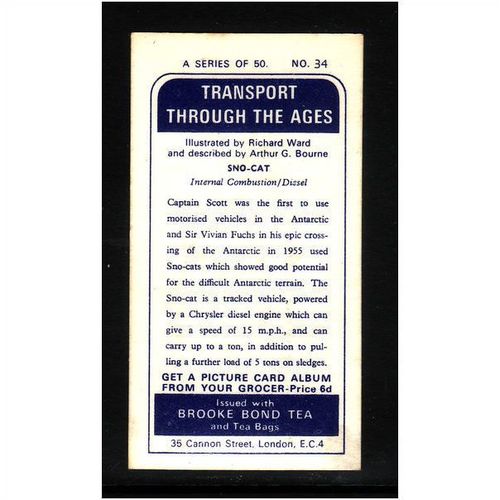 A SERIES OF 50. NO. 34
TRANSPORT
THROUGH THE AGES
Illustrated by Richard Ward
and described by Arthur G. Bourne
SNO-CAT
Internal Combustion/Diesel
Captain Scott was the first to use
motorised vehicles in the Antarctic
and Sir Vivian Fuchs in his epic cross-
ing of the Antarctic in 1955 used
Sno-cats which showed good potential
for the difficult Antarctic terrain. The
Sno-cat is a tracked vehicle, powered
by a Chrysler diesel engine which can
give a speed of 15 m.p.h., and can
carry up to a ton, in addition to pul-
ling a further load of 5 tons on sledges.
GET A PICTURE CARD ALBUM
FROM YOUR GROCER-Price 6d
Issued with
BROOKE BOND TEA
and Tea Bags
35 Cannon Street, London, E.C.4